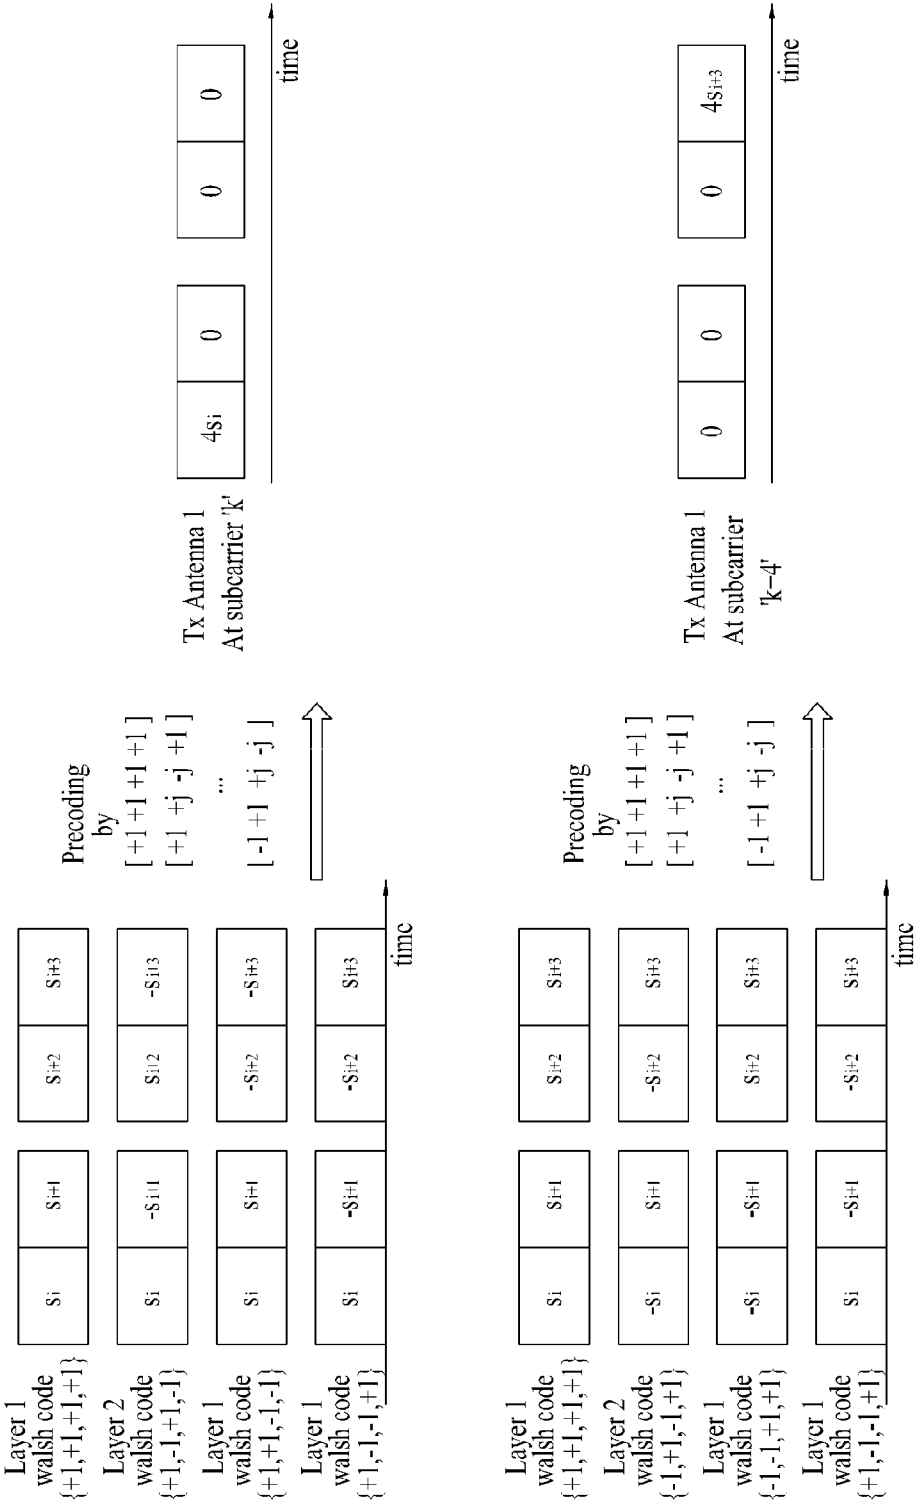 Layer 1
walsh code
{+1,+1,+1,+1}
Si Si+1 Si+2 Si+3
Layer 2
walsh code
{+1,-1,+1,-1}
Si -Si+1 Si+2 -Si+3
Layer 1
walsh code
{+1,+1,-1,-1}
Si Si+1 -Si+2 -Si+3
Layer 1
walsh code
{+1,-1,-1,+1}
Si -Si+1 -Si+2 Si+3
time
Precoding
by
[ +1 +1 +1 +1 ]
[ +1 +j -j +1 ]
...
[ -1 +1 +j -j ]
Tx Antenna 1
At subcarrier 'k'
4Si 0 0 0
time
Layer 1
walsh code
{+1,+1,+1,+1}
Si Si+1 Si+2 Si+3
Layer 2
walsh code
{-1,+1,-1,+1}
-Si Si+1 -Si+2 Si+3
Layer 1
walsh code
{-1,-1,+1,+1}
-Si -Si+1 Si+2 Si+3
Layer 1
walsh code
{+1,-1,-1,+1}
Si -Si+1 -Si+2 Si+3
time
Precoding
by
[ +1 +1 +1 +1 ]
[ +1 +j -j +1 ]
...
[ -1 +1 +j -j ]
Tx Antenna 1
At subcarrier
'k-4'
0 0 0 4Si+3
time